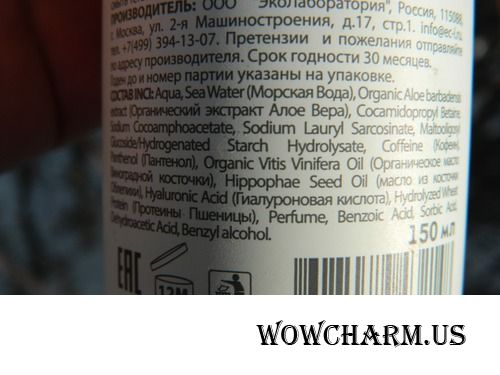 ПРОИЗВОДИТЕЛЬ: ООО "Эколаборатория", Россия, 115088,
г. Москва, ул. 2-я Машиностроения, д.17, стр.1. info@ec-l.ru,
тел. +7(499) 394-13-07. Претензии и пожелания отправляйте
по адресу производителя. Срок годности 30 месяцев.
Годен до и номер партии указаны на упаковке.
СОСТАВ INCI: Aqua, Sea Water (Морская Вода), Organic Aloe barbadensis
extract (Органический экстракт Алое Вера), Cocamidopropyl Betaine,
Sodium Cocoamphoacetate, Sodium Lauryl Sarcosinate, Maltooligosyl
Glucoside/Hydrogenated Starch Hydrolysate, Coffeine (Кофеин),
Panthenol (Пантенол), Organic Vitis Vinifera Oil (Органическое масло
виноградной косточки), Hippophae Seed Oil (масло из косточек
Облепихи), Hyaluronic Acid (Гиалуроновая кислота), Hydrolyzed Wheat
Protein (Протеины Пшеницы), Perfume, Benzoic Acid, Sorbic Acid,
Dehydroacetic Acid, Benzyl alcohol.
150 мл
EAC
12M
WOWCHARM.US